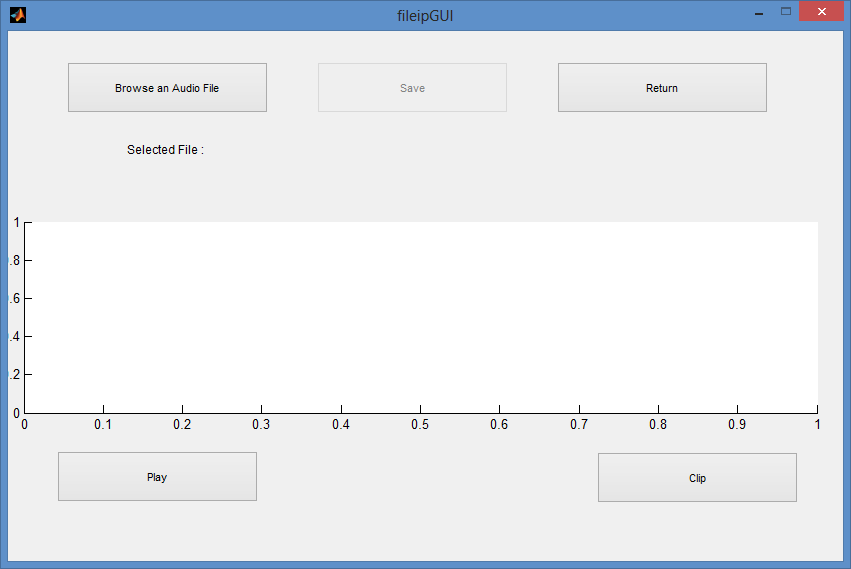 fileipGUI
Browse an Audio File
Save
Return
Selected File :
1
.8
.6
.4
.2
0
0 0.1 0.2 0.3 0.4 0.5 0.6 0.7 0.8 0.9 1
Play
Clip